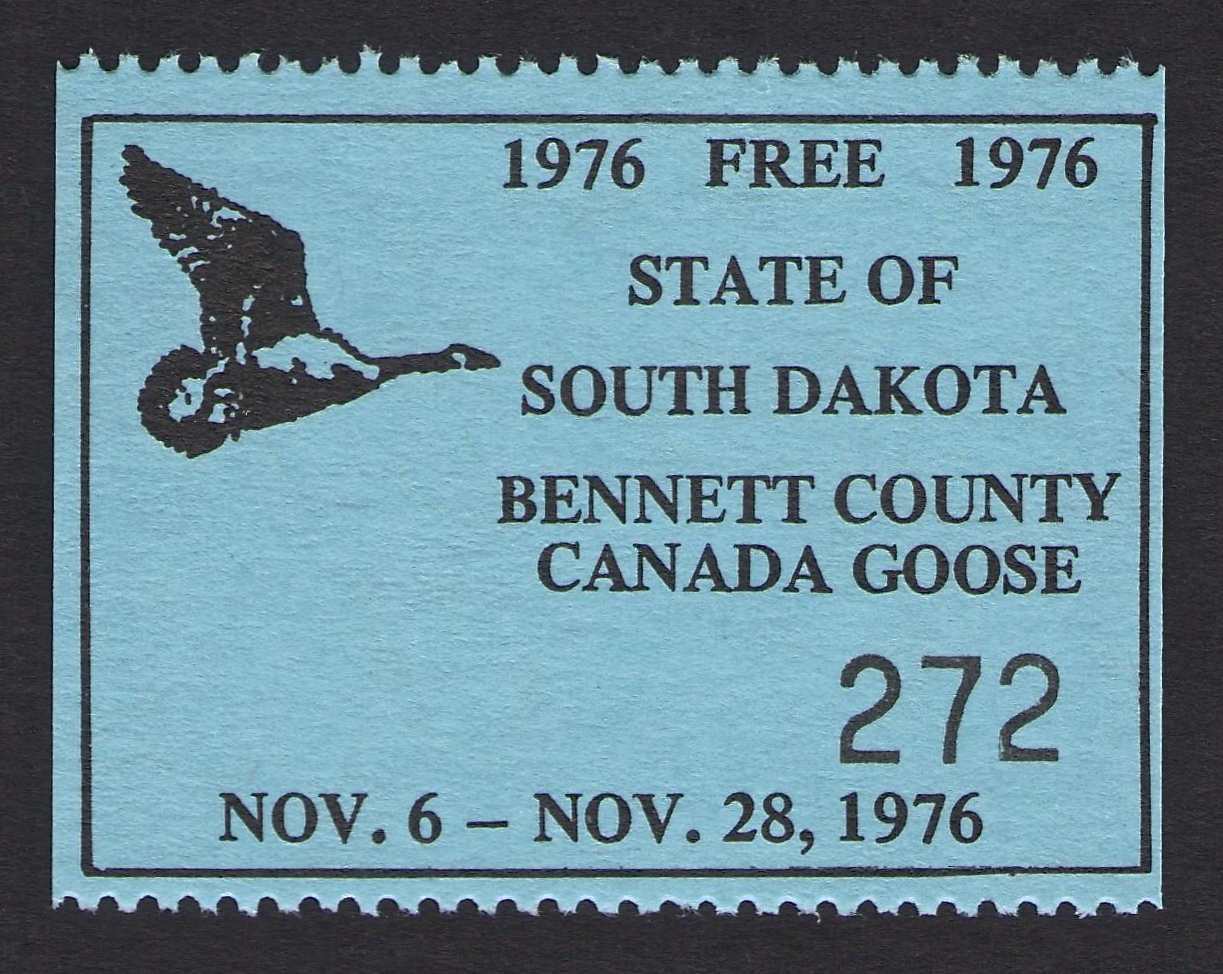 1976 FREE 1976
STATE OF
SOUTH DAKOTA
BENNETT COUNTY
CANADA GOOSE
272
NOV. 6 – NOV. 28, 1976